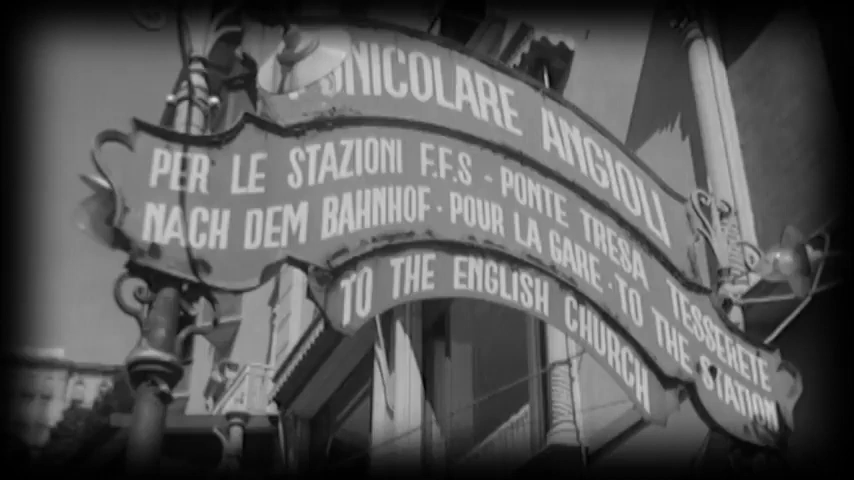 FUNICOLARE ANGIOLI
PER LE STAZIONI F.F.S - PONTE TRESA TESSERETE
NACH DEM BAHNHOF · POUR LA GARE · TO THE STATION
TO THE ENGLISH CHURCH